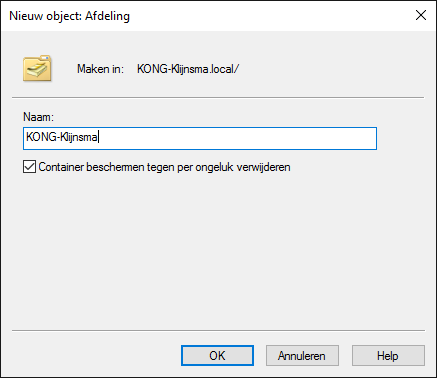 Nieuw object: Afdeling
Maken in: KONG-Klijnsma.local/
Naam:
KONG-Klijnsma
Container beschermen tegen per ongeluk verwijderen
OK Annuleren Help